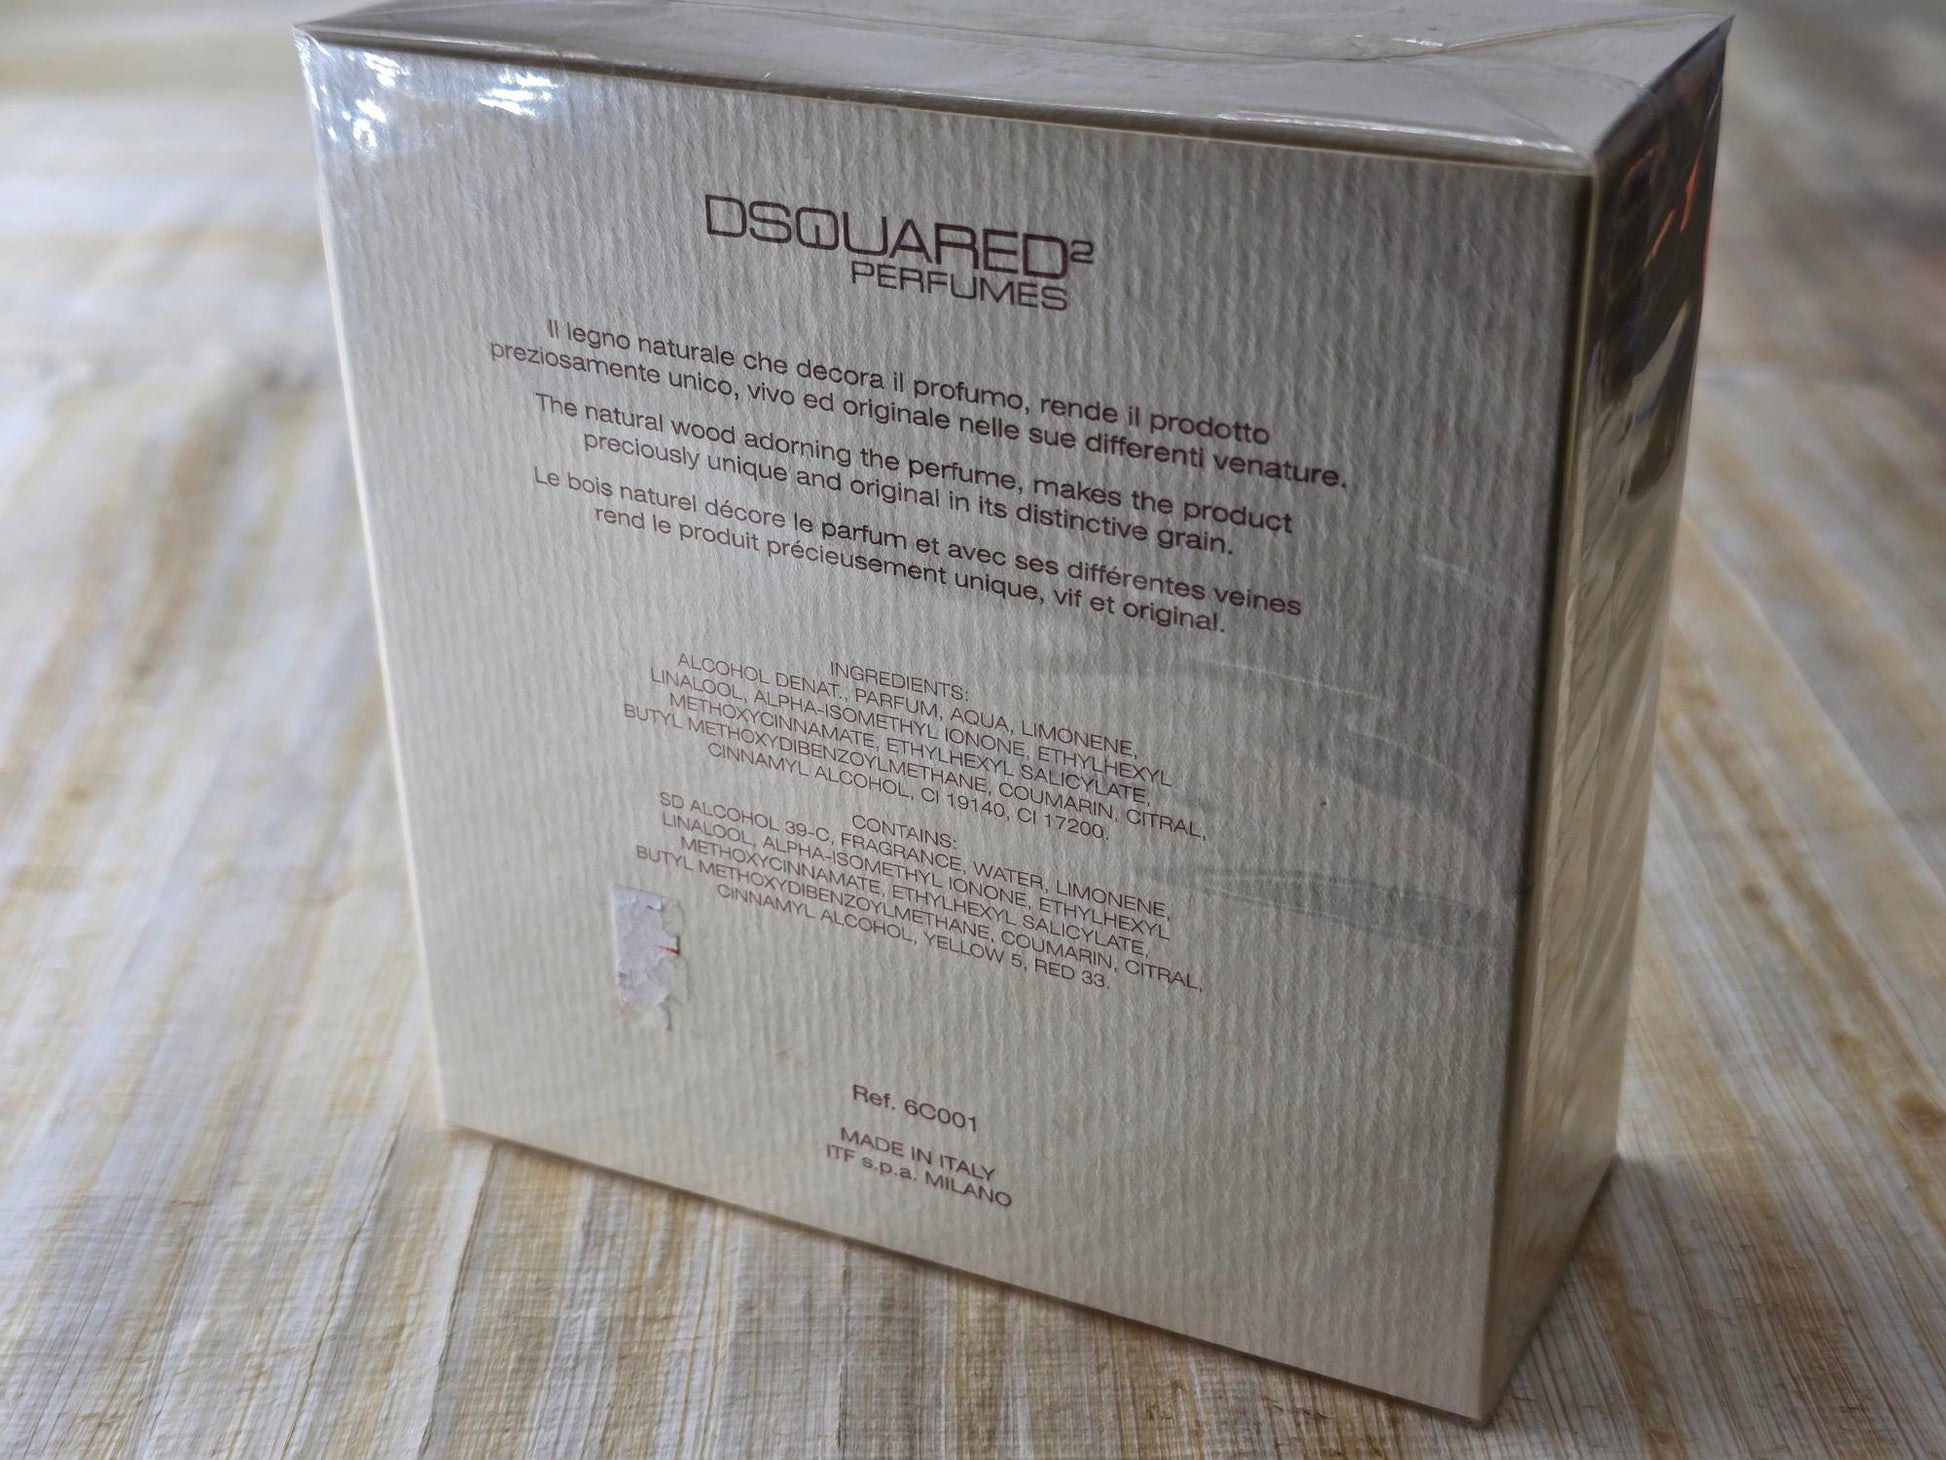 DSQUARED²
PERFUMES
Il legno naturale che decora il profumo, rende il prodotto
preziosamente unico, vivo ed originale nelle sue differenti venature.
The natural wood adorning the perfume, makes the product
preciously unique and original in its distinctive grain.
Le bois naturel décore le parfum et avec ses différentes veines
rend le produit précieusement unique, vif et original.
INGREDIENTS:
ALCOHOL DENAT., PARFUM, AQUA, LIMONENE,
LINALOOL, ALPHA-ISOMETHYL IONONE, ETHYLHEXYL
METHOXYCINNAMATE, ETHYLHEXYL SALICYLATE,
BUTYL METHOXYDIBENZOYLMETHANE, COUMARIN, CITRAL,
CINNAMYL ALCOHOL, CI 19140, CI 17200.
CONTAINS:
SD ALCOHOL 39-C, FRAGRANCE, WATER, LIMONENE,
LINALOOL, ALPHA-ISOMETHYL IONONE, ETHYLHEXYL
METHOXYCINNAMATE, ETHYLHEXYL SALICYLATE,
BUTYL METHOXYDIBENZOYLMETHANE, COUMARIN, CITRAL,
CINNAMYL ALCOHOL, YELLOW 5, RED 33.
Ref. 6C001
MADE IN ITALY
ITF s.p.a. MILANO